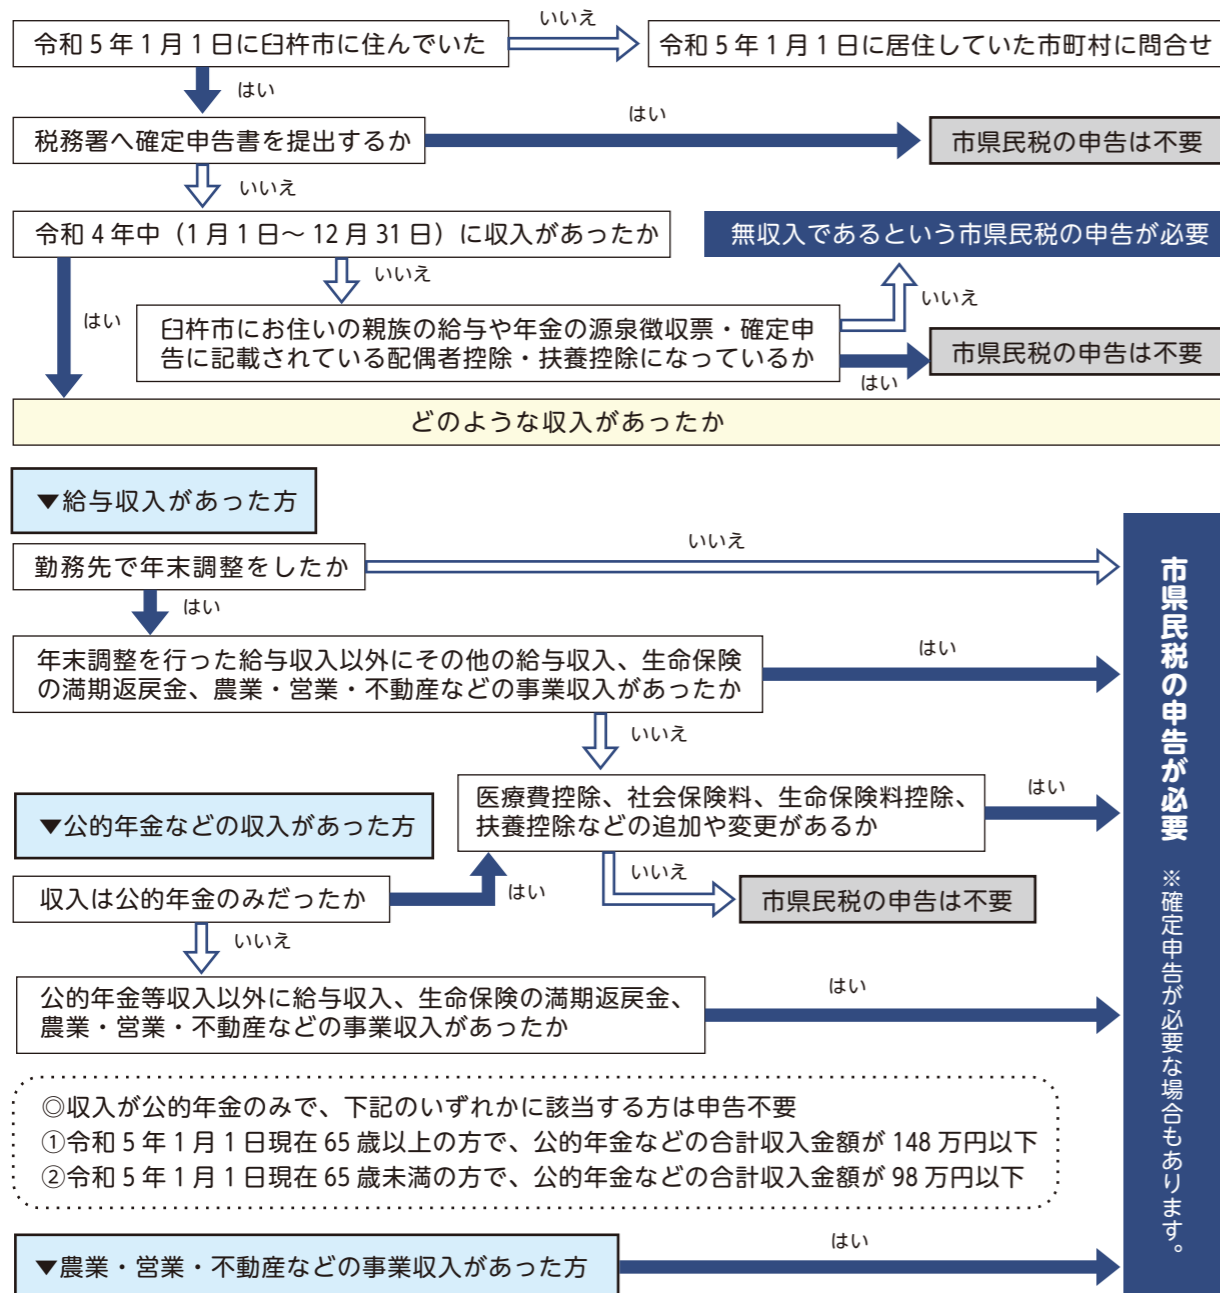 いいえ
令和5年1月1日に臼杵市に住んでいた
令和5年1月1日に居住していた市町村に問合せ
はい
はい
税務署へ確定申告書を提出するか
市県民税の申告は不要
いいえ
令和4年中（1月1日～12月31日）に収入があったか
無収入であるという市県民税の申告が必要
いいえ
いいえ
はい
臼杵市にお住いの親族の給与や年金の源泉徴収票・確定申
告に記載されている配偶者控除・扶養控除になっているか
市県民税の申告は不要
はい
どのような収入があったか
▼給与収入があった方
いいえ
勤務先で年末調整をしたか
はい
年末調整を行った給与収入以外にその他の給与収入、生命保険
の満期返戻金、農業・営業・不動産などの事業収入があったか
はい
いいえ
医療費控除、社会保険料、生命保険料控除、
扶養控除などの追加や変更があるか
はい
▼公的年金などの収入があった方
いいえ
収入は公的年金のみだったか
はい
市県民税の申告は不要
いいえ
公的年金等収入以外に給与収入、生命保険の満期返戻金、
農業・営業・不動産などの事業収入があったか
はい
◎収入が公的年金のみで、下記のいずれかに該当する方は申告不要
①令和5年1月1日現在65歳以上の方で、公的年金などの合計収入金額が148万円以下
②令和5年1月1日現在65歳未満の方で、公的年金などの合計収入金額が98万円以下
▼農業・営業・不動産などの事業収入があった方
はい
市県民税の申告が必要 ※確定申告が必要な場合もあります。